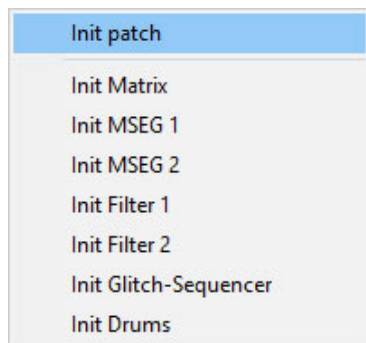 Init patch
Init Matrix
Init MSEG 1
Init MSEG 2
Init Filter 1
Init Filter 2
Init Glitch-Sequencer
Init Drums